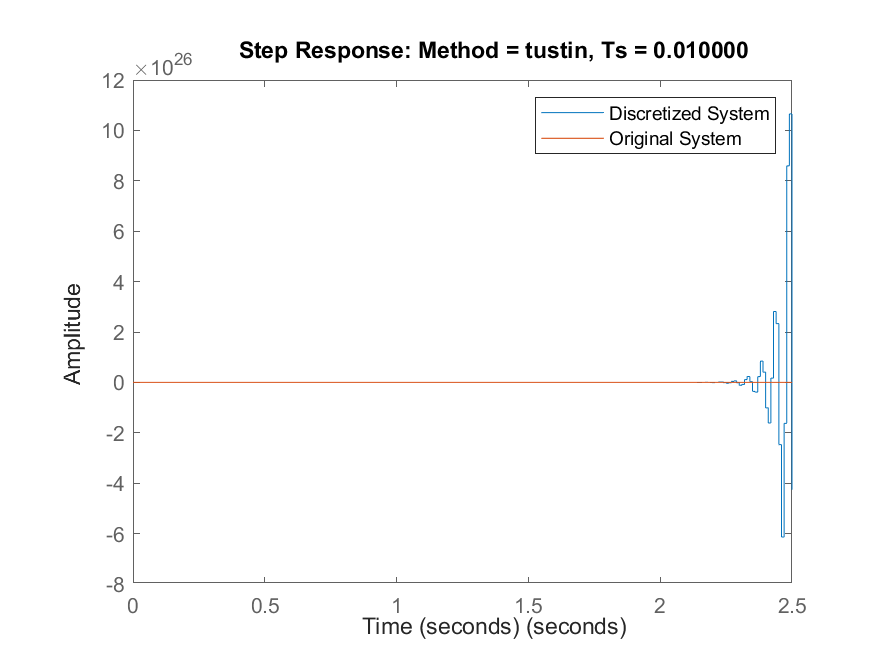 Step Response: Method = tustin, Ts = 0.010000
×10^26
12
10
8
6
4
2
0
-2
-4
-6
-8
Amplitude
Discretized System
Original System
0 0.5 1 1.5 2 2.5
Time (seconds) (seconds)